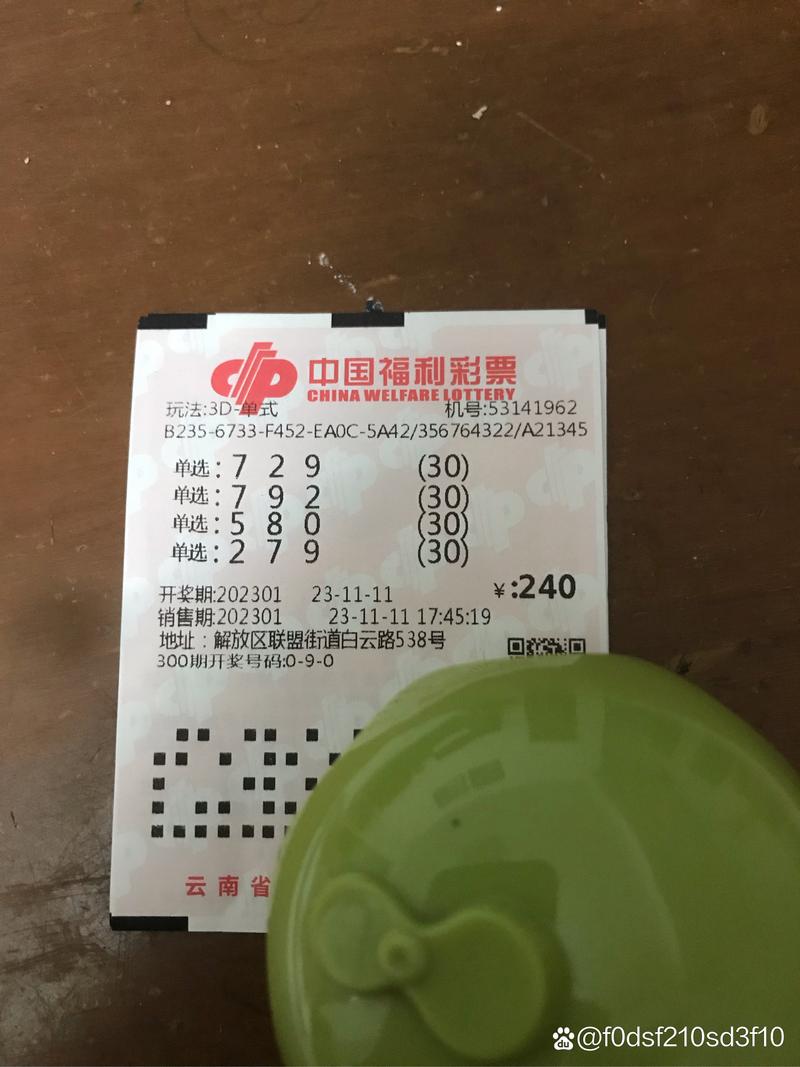 中国福利彩票
CHINA WELFARE LOTTERY
玩法:3D-单式 机号:53141962
B235-6733-F452-EA0C-5A42/356764322/A21345
单选:7 2 9 (30)
单选:7 9 2 (30)
单选:5 8 0 (30)
单选:2 7 9 (30)
开奖期:202301 23-11-11 ¥:240
销售期:202301 23-11-11 17:45:19
地址:解放区联盟街道白云路538号
300期开奖号码:0-9-0
云南省
du @f0dsf210sd3f10